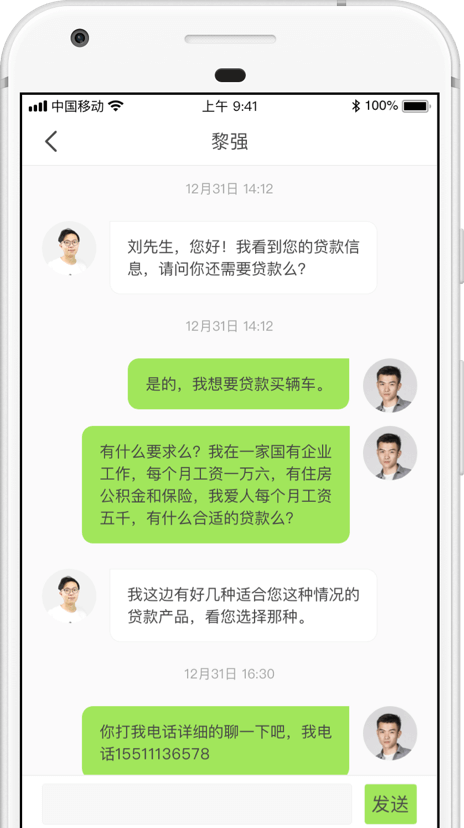 中国移动 上午 9:41 100%
黎强
12月31日 14:12
刘先生，您好！我看到您的贷款信
息，请问你还需要贷款么？
12月31日 14:12
是的，我想要贷款买辆车。
有什么要求么？我在一家国有企业
工作，每个月工资一万六，有住房
公积金和保险，我爱人每个月工资
五千，有什么合适的贷款么？
我这边有好几种适合您这种情况的
贷款产品，看您选择那种。
12月31日 16:30
你打我电话详细的聊一下吧，我电
话15511136578
发送